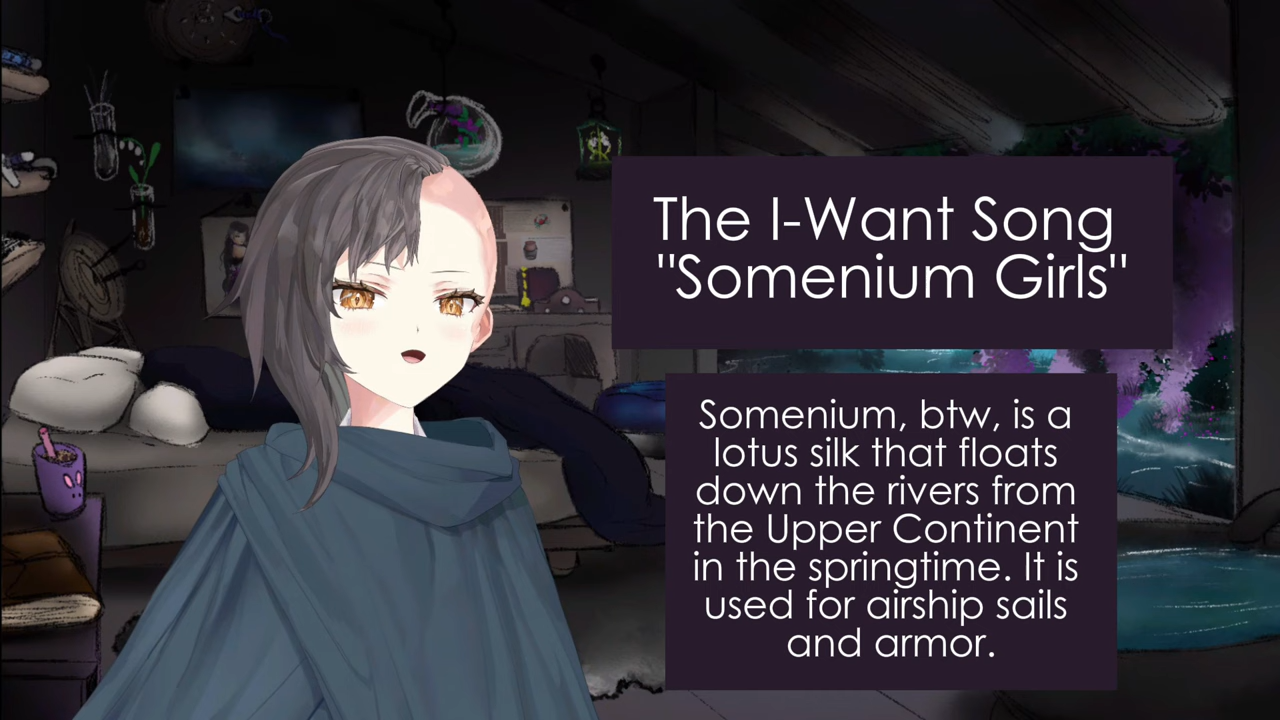 The I-Want Song
"Somenium Girls"
Somenium, btw, is a
lotus silk that floats
down the rivers from
the Upper Continent
in the springtime. It is
used for airship sails
and armor.